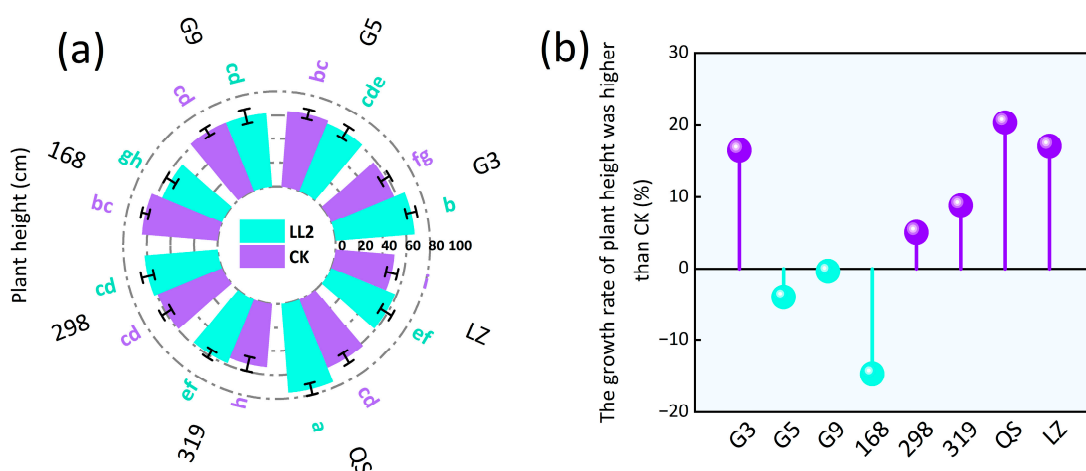 (a)
Plant height (cm)
G9
G5
cd
cd
bc
cde
168
gh
bc
fg
G3
b
LL2
CK
0 20 40 60 80 100
cd
298
cd
i
ef
LZ
ef
h
319
a
cd
QS
(b)
The growth rate of plant height was higher
than CK (%)
30
20
10
0
−10
−20
G3 G5 G9 168 298 319 QS LZ